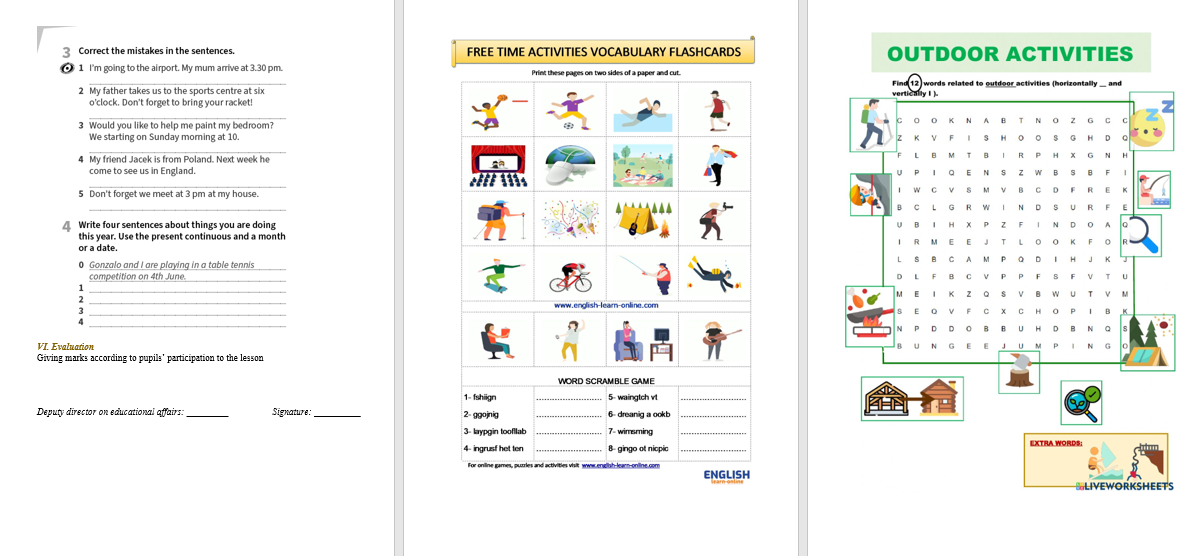 3 Correct the mistakes in the sentences.
1 I'm going to the airport. My mum arrive at 3.30 pm.
2 My father takes us to the sports centre at six
o'clock. Don't forget to bring your racket!
3 Would you like to help me paint my bedroom?
We starting on Sunday morning at 10.
4 My friend Jacek is from Poland. Next week he
come to see us in England.
5 Don't forget we meet at 3 pm at my house.
4 Write four sentences about things you are doing
this year. Use the present continuous and a month
or a date.
0 Gonzalo and I are playing in a table tennis
competition on 4th June.
1
2
3
4
VI. Evaluation
Giving marks according to pupils' participation to the lesson
Deputy director on educational affairs: ________ Signature: _________
FREE TIME ACTIVITIES VOCABULARY FLASHCARDS
Print these pages on two sides of a paper and cut.
www.english-learn-online.com
WORD SCRAMBLE GAME
1- fshiign 5- waingtch vt
2- ggojnig 6- dreanig a ookb
3- laypgin toofllab 7- wimsming
4- ingrusf het ten 8- gingo ot nicpic
For online games, puzzles and activities visit www.english-learn-online.com
ENGLISH
learn-online
OUTDOOR ACTIVITIES
Find 12 words related to outdoor activities (horizontally __ and
vertically I ).
C O O K N A B T N O Z G C C
Z K V F I S H O O S G H D Q
F L B M T B I R P H X G N H
U P I Q E N S Z W B S B F I
I W C V S M V B C D F R E K
B C L G R W I N D S U R F E
U B I H X P Z F I N D O A Q
I R M E E J T L O O K F O R
L S B C A M P Q D I H J K J
D L F B C V P P F S F V T U
M E I K Z Q S V B W U T V M
S E Q V F C X C H O P I B K
N P D D O B B U H D B N Q S
B U N G E E J U M P I N G O
EXTRA WORDS:
LIVEWORKSHEETS